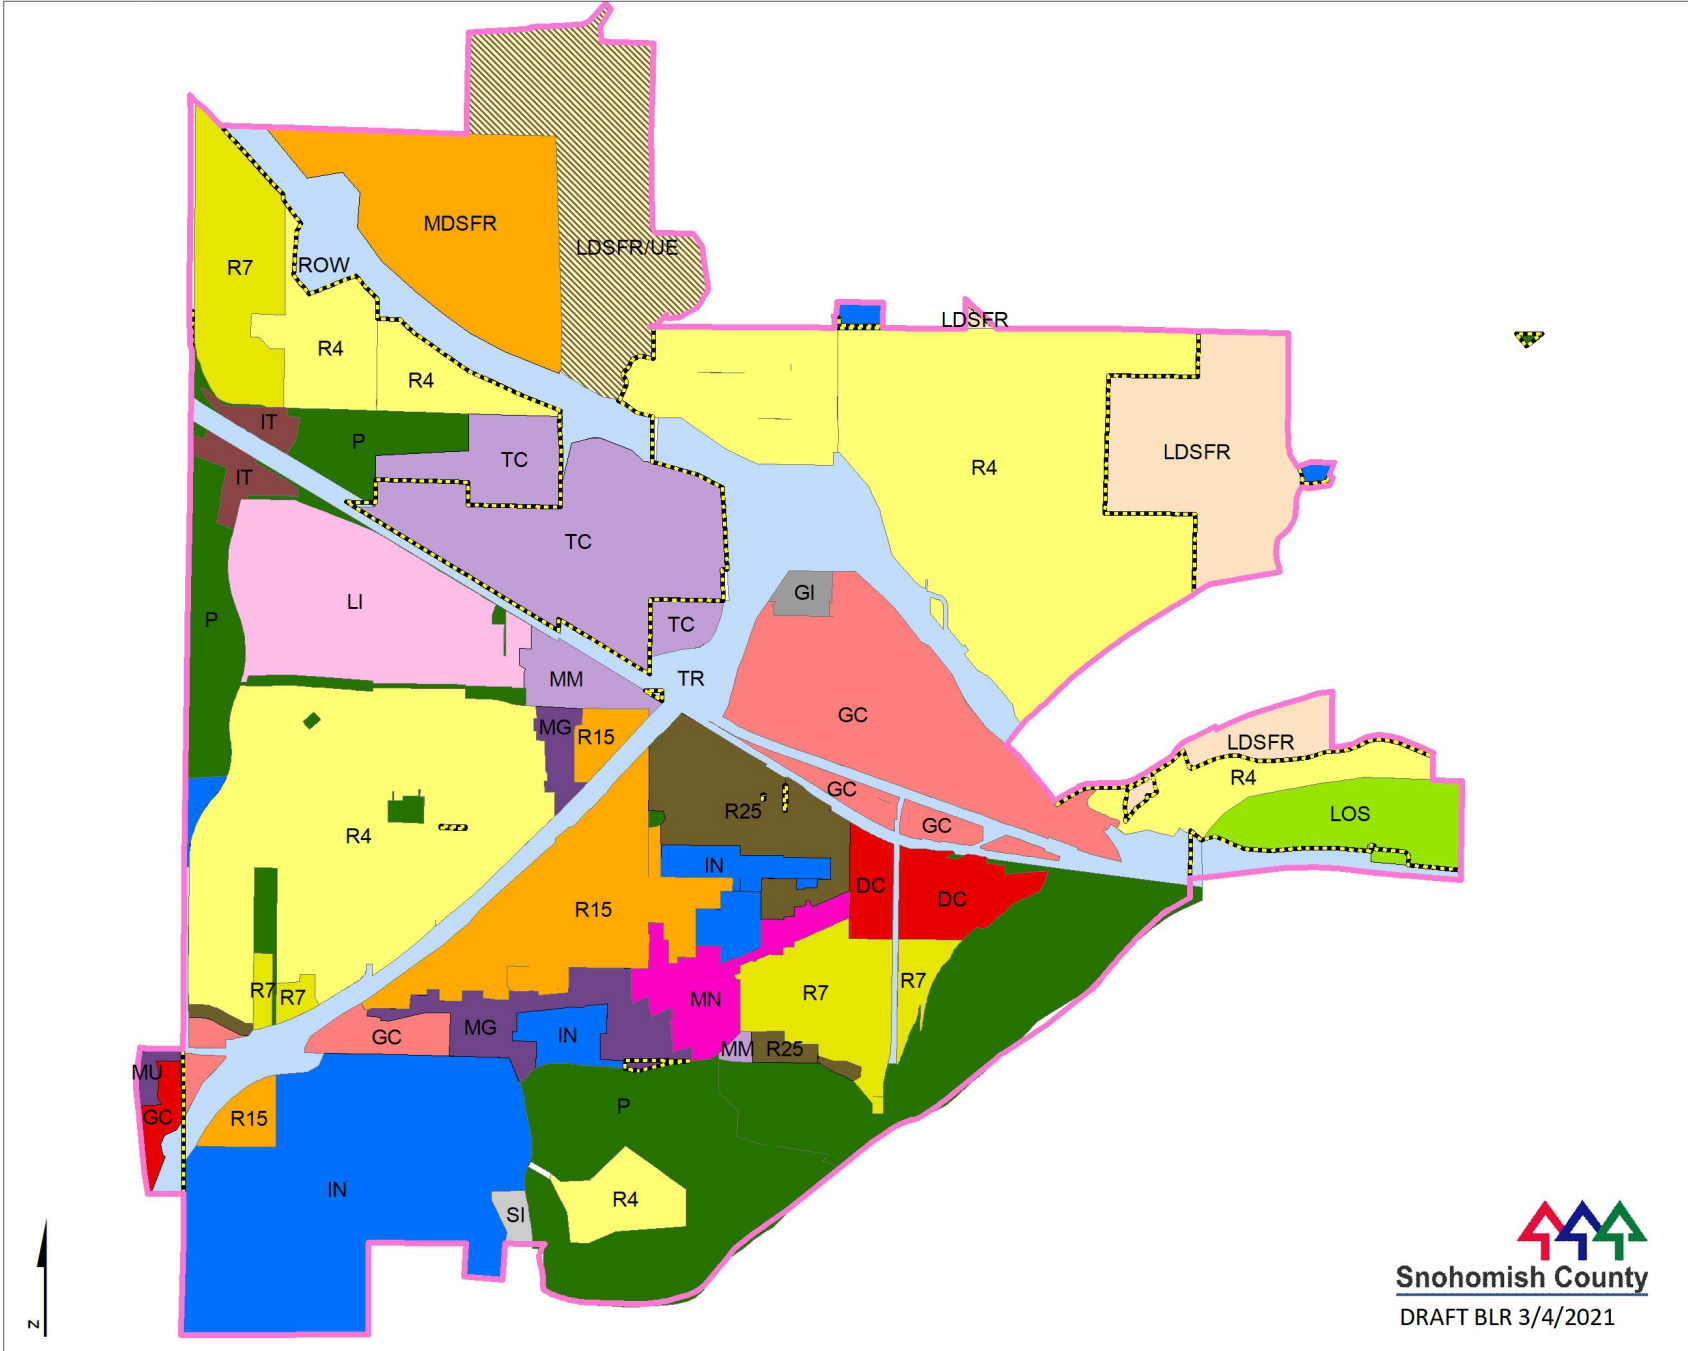 MDSFR
LDSFR/UE
R7
ROW
LDSFR
R4
R4
IT
P
TC
LDSFR
R4
IT
TC
GI
LI
P
TC
TR
MM
GC
MG
R15
LDSFR
R4
GC
R25
LOS
GC
R4
IN
DC
DC
R15
R7
R7
R7
R7
MN
MG
IN
GC
MM
R25
MU
P
GC
R15
IN
R4
SI
Snohomish County
DRAFT BLR 3/4/2021
N